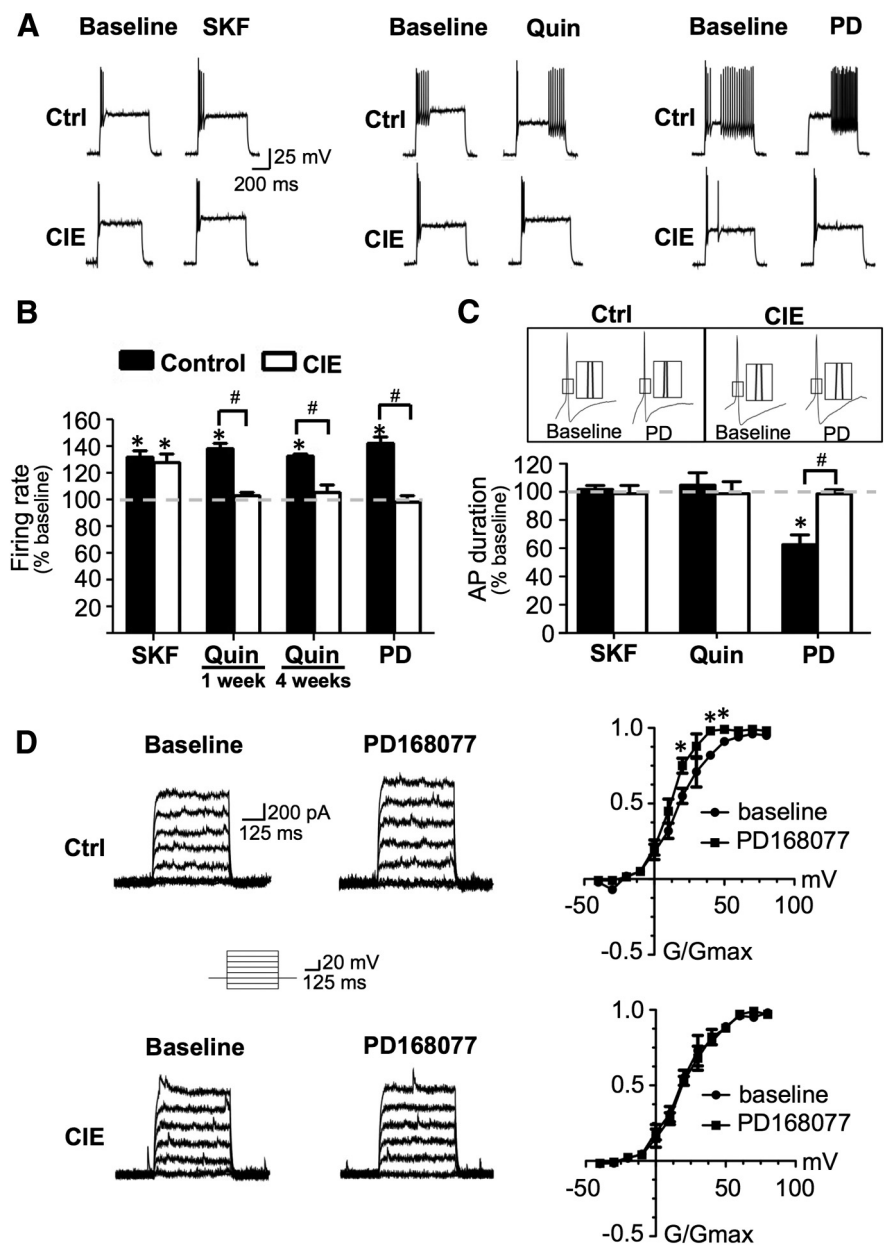 A
Baseline SKF Baseline Quin Baseline PD
Ctrl Ctrl Ctrl
25 mV
200 ms
CIE CIE CIE
B
Control CIE
# # #
* * * * *
160
140
120
100
80
60
40
20
Firing rate
(% baseline)
SKF Quin Quin PD
1 week 4 weeks
C
Ctrl CIE
Baseline PD Baseline PD
#
*
120
100
80
60
40
20
0
AP duration
(% baseline)
SKF Quin PD
D
Baseline PD168077
Ctrl
200 pA
125 ms
* * *
1.0
0.5
-0.5
baseline
PD168077
mV
-50 50 100
G/Gmax
20 mV
125 ms
Baseline PD168077
CIE
1.0
0.5
-0.5
baseline
PD168077
mV
-50 50 100
G/Gmax